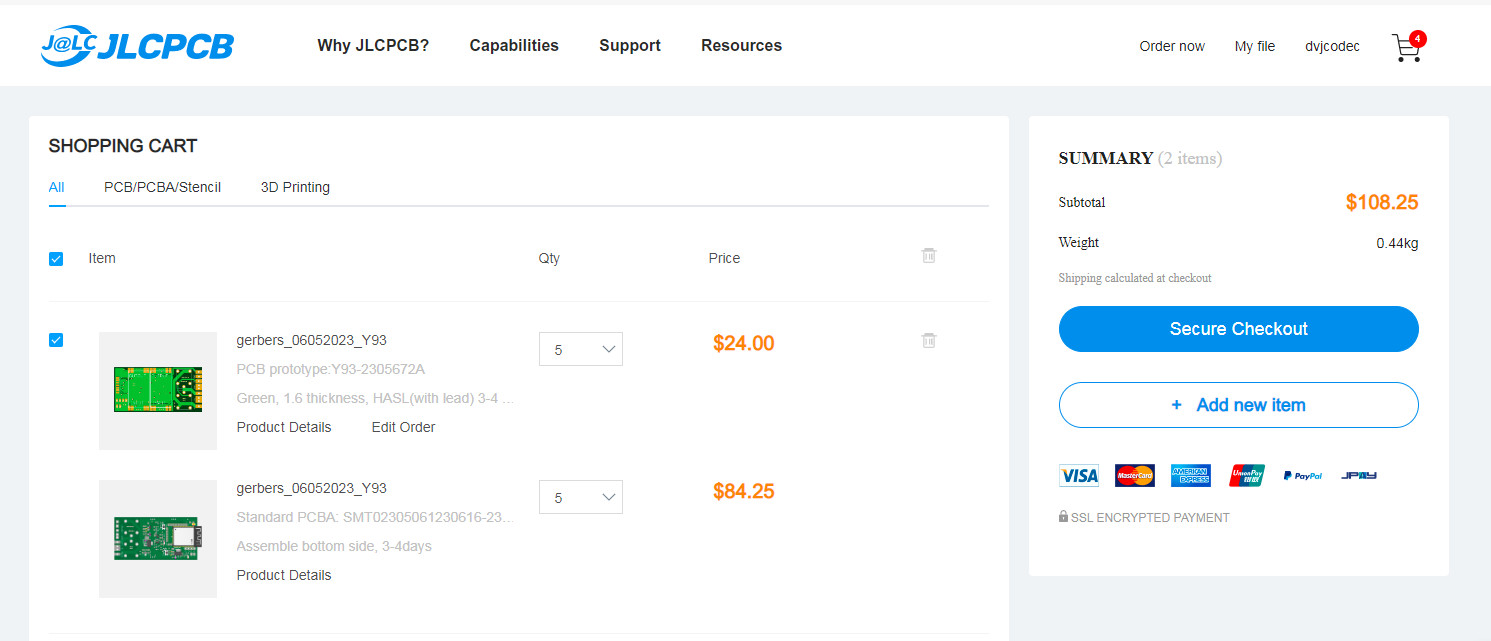 J@LC JLCPCB
Why JLCPCB? Capabilities Support Resources Order now My file dvjcodec 4
SHOPPING CART
All PCB/PCBA/Stencil 3D Printing
Item Qty Price
gerbers_06052023_Y93 5 $24.00
PCB prototype:Y93-2305672A
Green, 1.6 thickness, HASL(with lead) 3-4 ...
Product Details Edit Order
gerbers_06052023_Y93 5 $84.25
Standard PCBA: SMT02305061230616-23...
Assemble bottom side, 3-4days
Product Details
SUMMARY (2 items)
Subtotal $108.25
Weight 0.44kg
Shipping calculated at checkout
Secure Checkout
+ Add new item
VISA MasterCard AMERICAN EXPRESS UnionPay 银联 PayPal JPAY
SSL ENCRYPTED PAYMENT